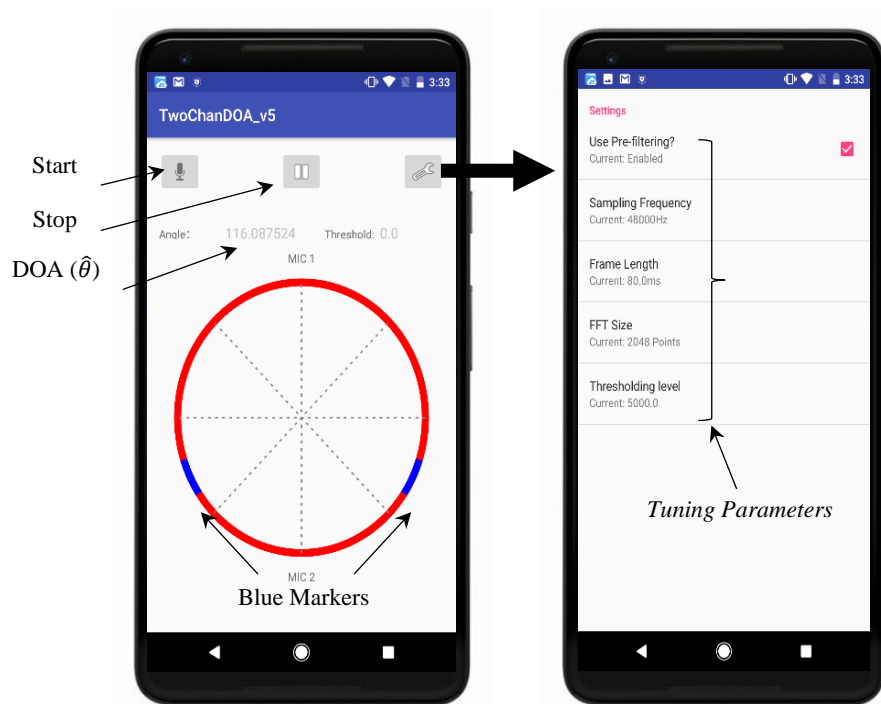 3:33
TwoChanDOA_v5
Start
Stop
DOA (θ̂)
Angle: 116.087524 Threshold: 0.0
MIC 1
MIC 2
Blue Markers
3:33
Settings
Use Pre-filtering?
Current: Enabled
Sampling Frequency
Current: 48000Hz
Frame Length
Current: 80.0ms
FFT Size
Current: 2048 Points
Thresholding level
Current: 5000.0
Tuning Parameters